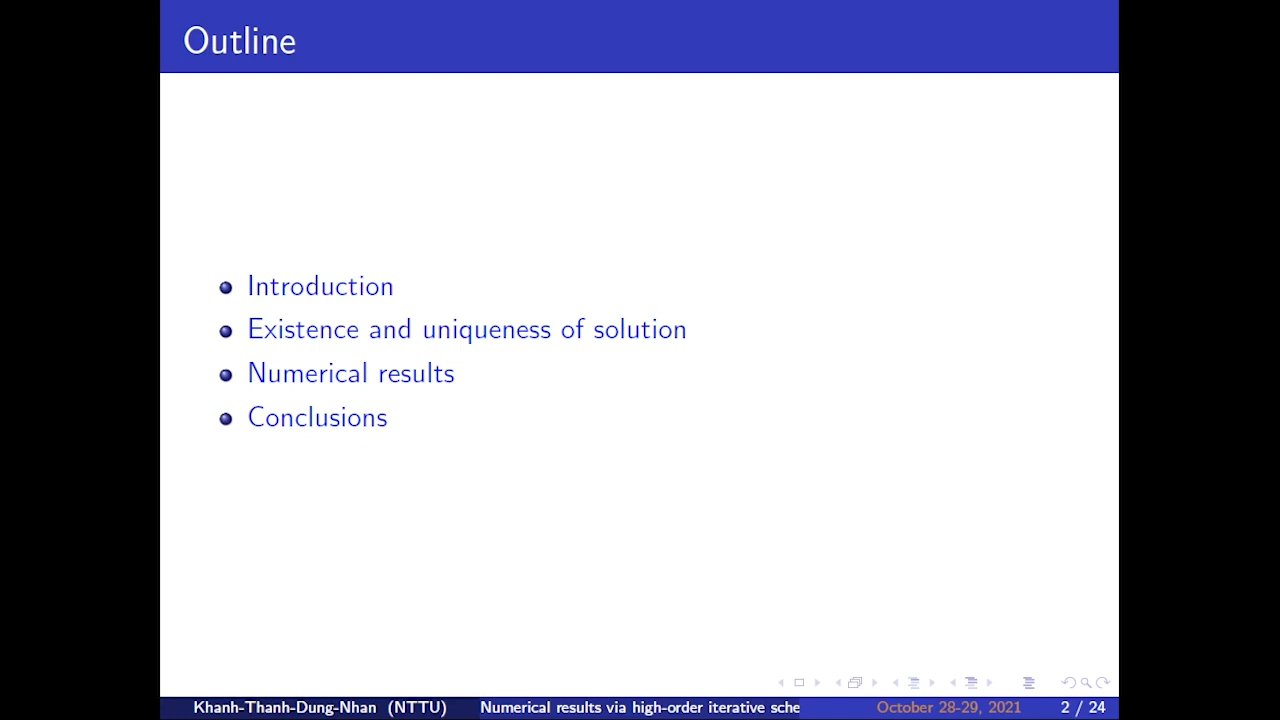 Outline
Introduction
Existence and uniqueness of solution
Numerical results
Conclusions
Khanh-Thanh-Dung-Nhan (NTTU) Numerical results via high-order iterative sche October 28-29, 2021 2 / 24